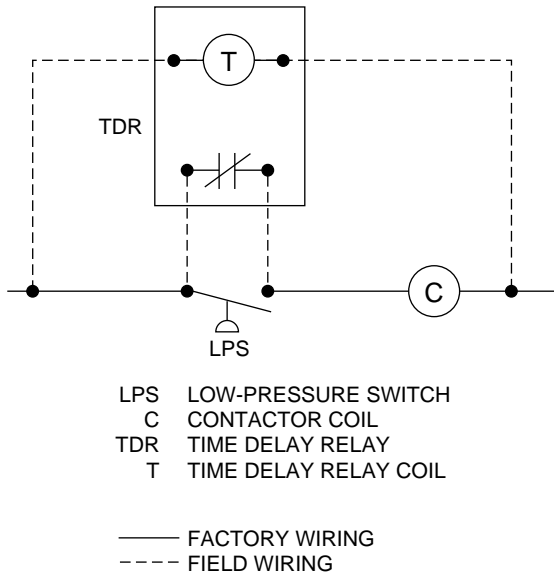 T
TDR
C
LPS
LPS LOW-PRESSURE SWITCH
C CONTACTOR COIL
TDR TIME DELAY RELAY
T TIME DELAY RELAY COIL
FACTORY WIRING
FIELD WIRING